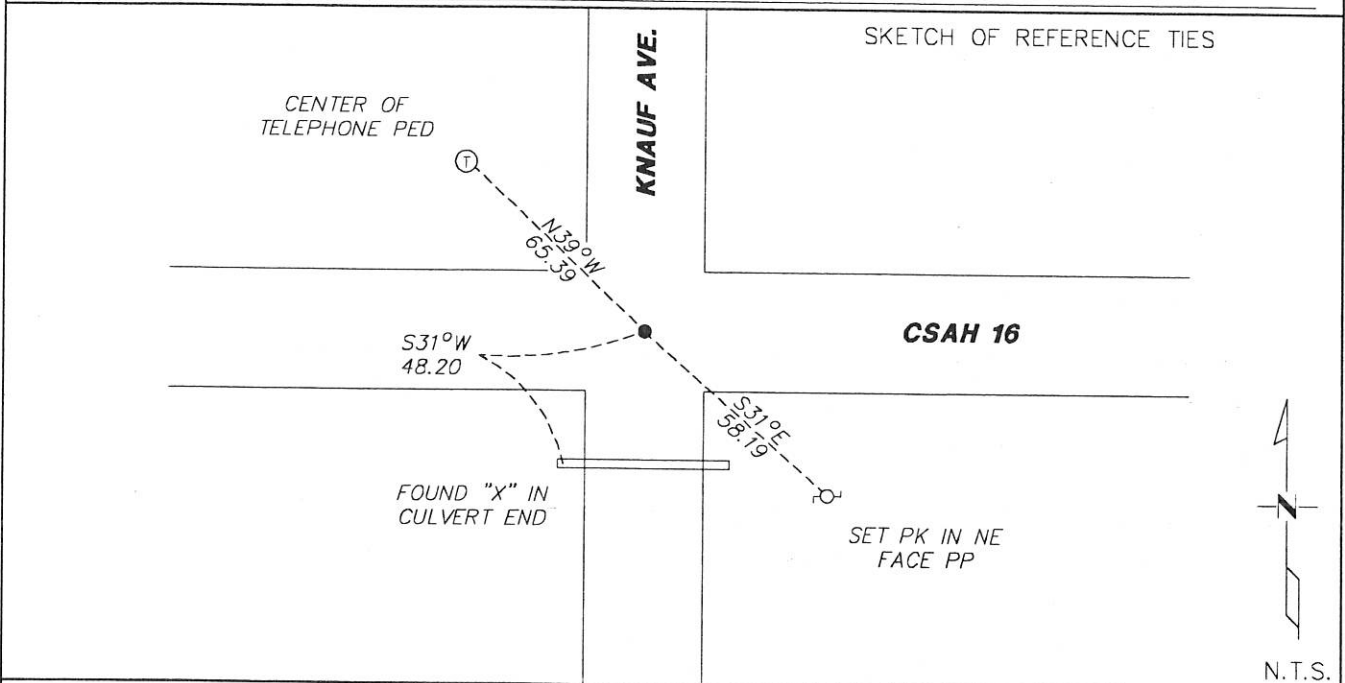 SKETCH OF REFERENCE TIES
KNAUF AVE.
CENTER OF
TELEPHONE PED
T
N39°W
65.39
CSAH 16
S31°W
48.20
S31°E
58.19
FOUND "X" IN
CULVERT END
SET PK IN NE
FACE PP
N
N.T.S.